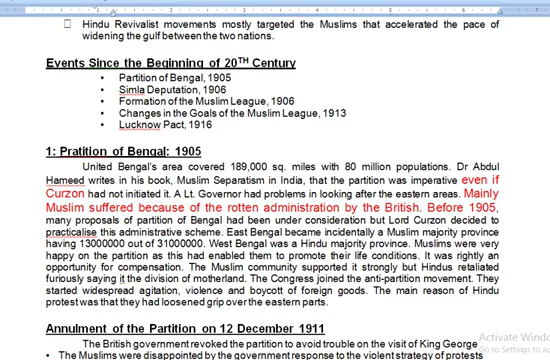 Hindu Revivalist movements mostly targeted the Muslims that accelerated the pace of
widening the gulf between the two nations.
Events Since the Beginning of 20TH Century
• Partition of Bengal, 1905
• Simla Deputation, 1906
• Formation of the Muslim League, 1906
• Changes in the Goals of the Muslim League, 1913
• Lucknow Pact, 1916
1: Pratition of Bengal: 1905
United Bengal's area covered 189,000 sq. miles with 80 million populations. Dr Abdul
Hameed writes in his book, Muslim Separatism in India, that the partition was imperative even if
Curzon had not initiated it. A Lt. Governor had problems in looking after the eastern areas. Mainly
Muslim suffered because of the rotten administration by the British. Before 1905,
many proposals of partition of Bengal had been under consideration but Lord Curzon decided to
practicalise this administrative scheme. East Bengal became incidentally a Muslim majority province
having 13000000 out of 31000000. West Bengal was a Hindu majority province. Muslims were very
happy on the partition as this had enabled them to promote their life conditions. It was rightly an
opportunity for compensation. The Muslim community supported it strongly but Hindus retaliated
furiously saying it the division of motherland. The Congress joined the anti-partition movement. They
started widespread agitation, violence and boycott of foreign goods. The main reason of Hindu
protest was that they had loosened grip over the eastern parts.
Annulment of the Partition on 12 December 1911
The British government revoked the partition to avoid trouble on the visit of King George
• The Muslims were disappointed by the government response to the violent strategy of protests
Activate Windo
Go to Settings to ac